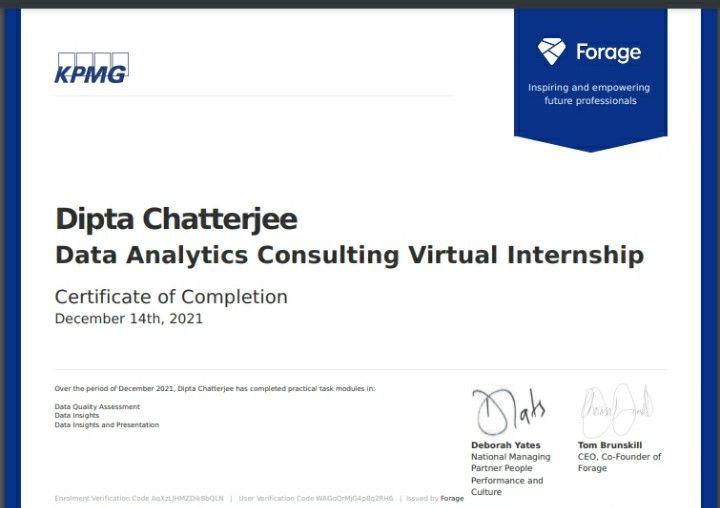 KPMG
Forage
Inspiring and empowering
future professionals
Dipta Chatterjee
Data Analytics Consulting Virtual Internship
Certificate of Completion
December 14th, 2021
Over the period of December 2021, Dipta Chatterjee has completed practical task modules in:
Data Quality Assessment
Data Insights
Data Insights and Presentation
Deborah Yates
National Managing
Partner People
Performance and
Culture
Tom Brunskill
CEO, Co-Founder of
Forage
Enrolment Verification Code | User Verification Code | Issued by Forage